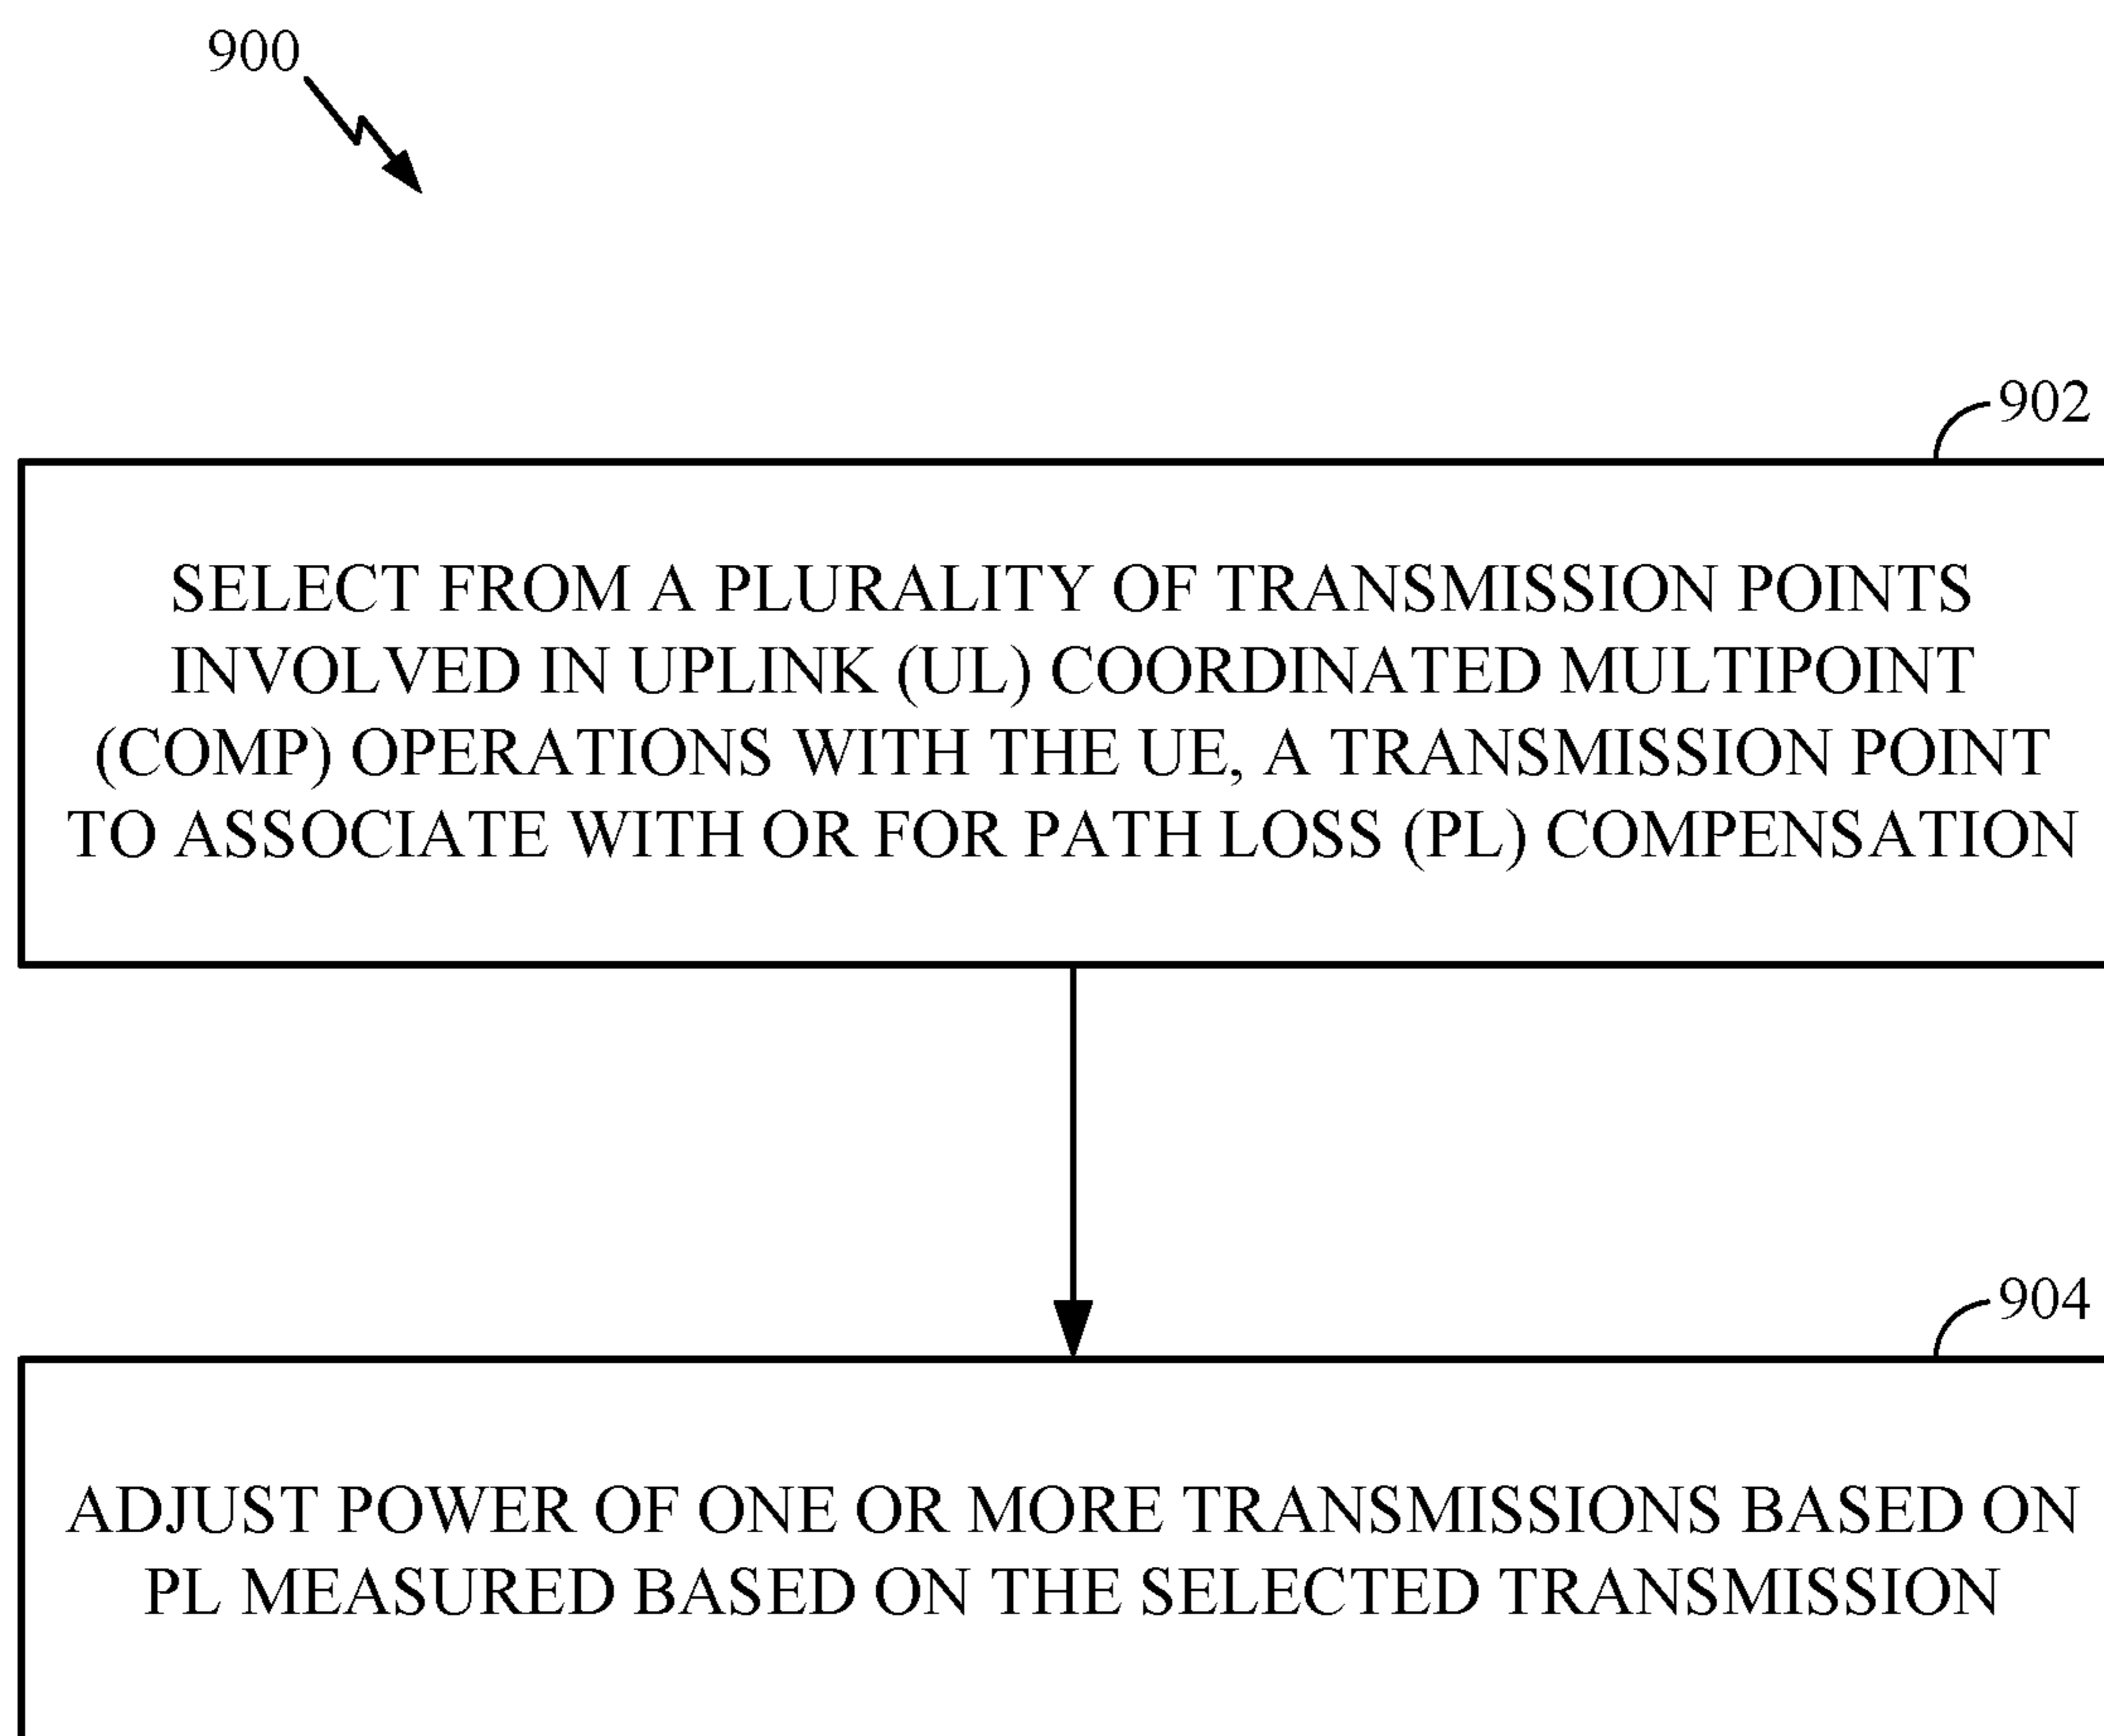 900
902
SELECT FROM A PLURALITY OF TRANSMISSION POINTS
INVOLVED IN UPLINK (UL) COORDINATED MULTIPOINT
(COMP) OPERATIONS WITH THE UE, A TRANSMISSION POINT
TO ASSOCIATE WITH OR FOR PATH LOSS (PL) COMPENSATION
904
ADJUST POWER OF ONE OR MORE TRANSMISSIONS BASED ON
PL MEASURED BASED ON THE SELECTED TRANSMISSION